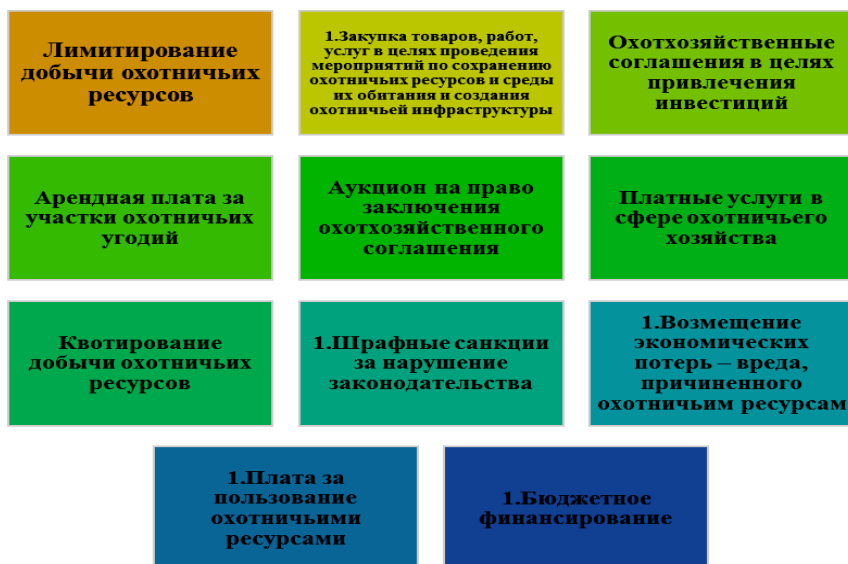 Лимитирование
добычи охотничьих
ресурсов
1.Закупка товаров, работ,
услуг в целях проведения
мероприятий по сохранению
охотничьих ресурсов и среды
их обитания и создания
охотничьей инфраструктуры
Охотхозяйственные
соглашения в целях
привлечения
инвестиций
Арендная плата за
участки охотничьих
угодий
Аукцион на право
заключения
охотхозяйственного
соглашения
Платные услуги в
сфере охотничьего
хозяйства
Квотирование
добычи охотничьих
ресурсов
1.Штрафные санкции
за нарушение
законодательства
1.Возмещение
экономических
потерь – вреда,
причиненного
охотничьим ресурсам
1.Плата за
пользование
охотничьими
ресурсами
1.Бюджетное
финансирование